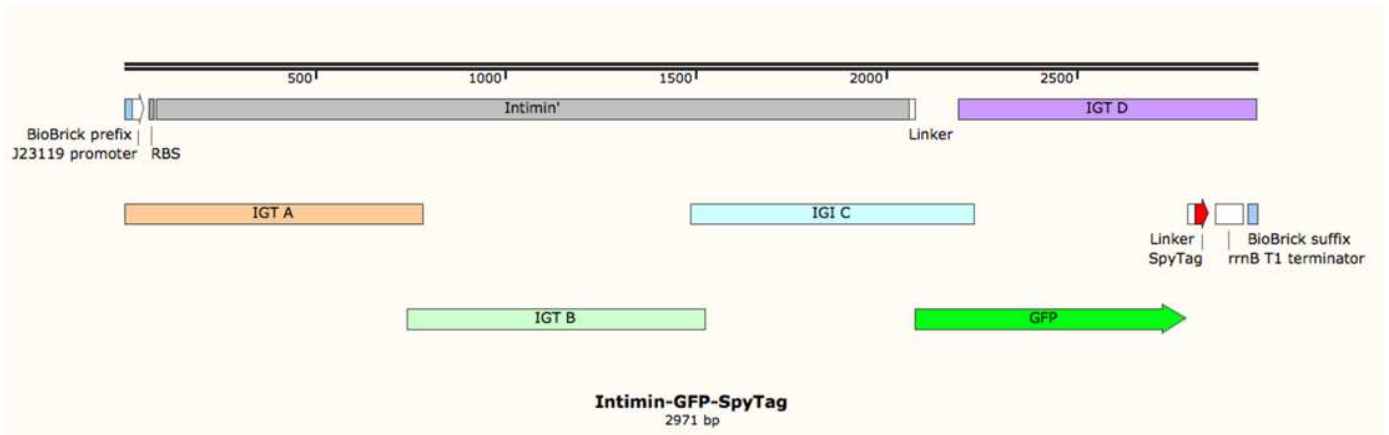 500 1000 1500 2000 2500
Intimin' IGT D
BioBrick prefix Linker
J23119 promoter RBS
IGT A IGI C
Linker BioBrick suffix
SpyTag rrnB T1 terminator
IGT B GFP
Intimin-GFP-SpyTag
2971 bp